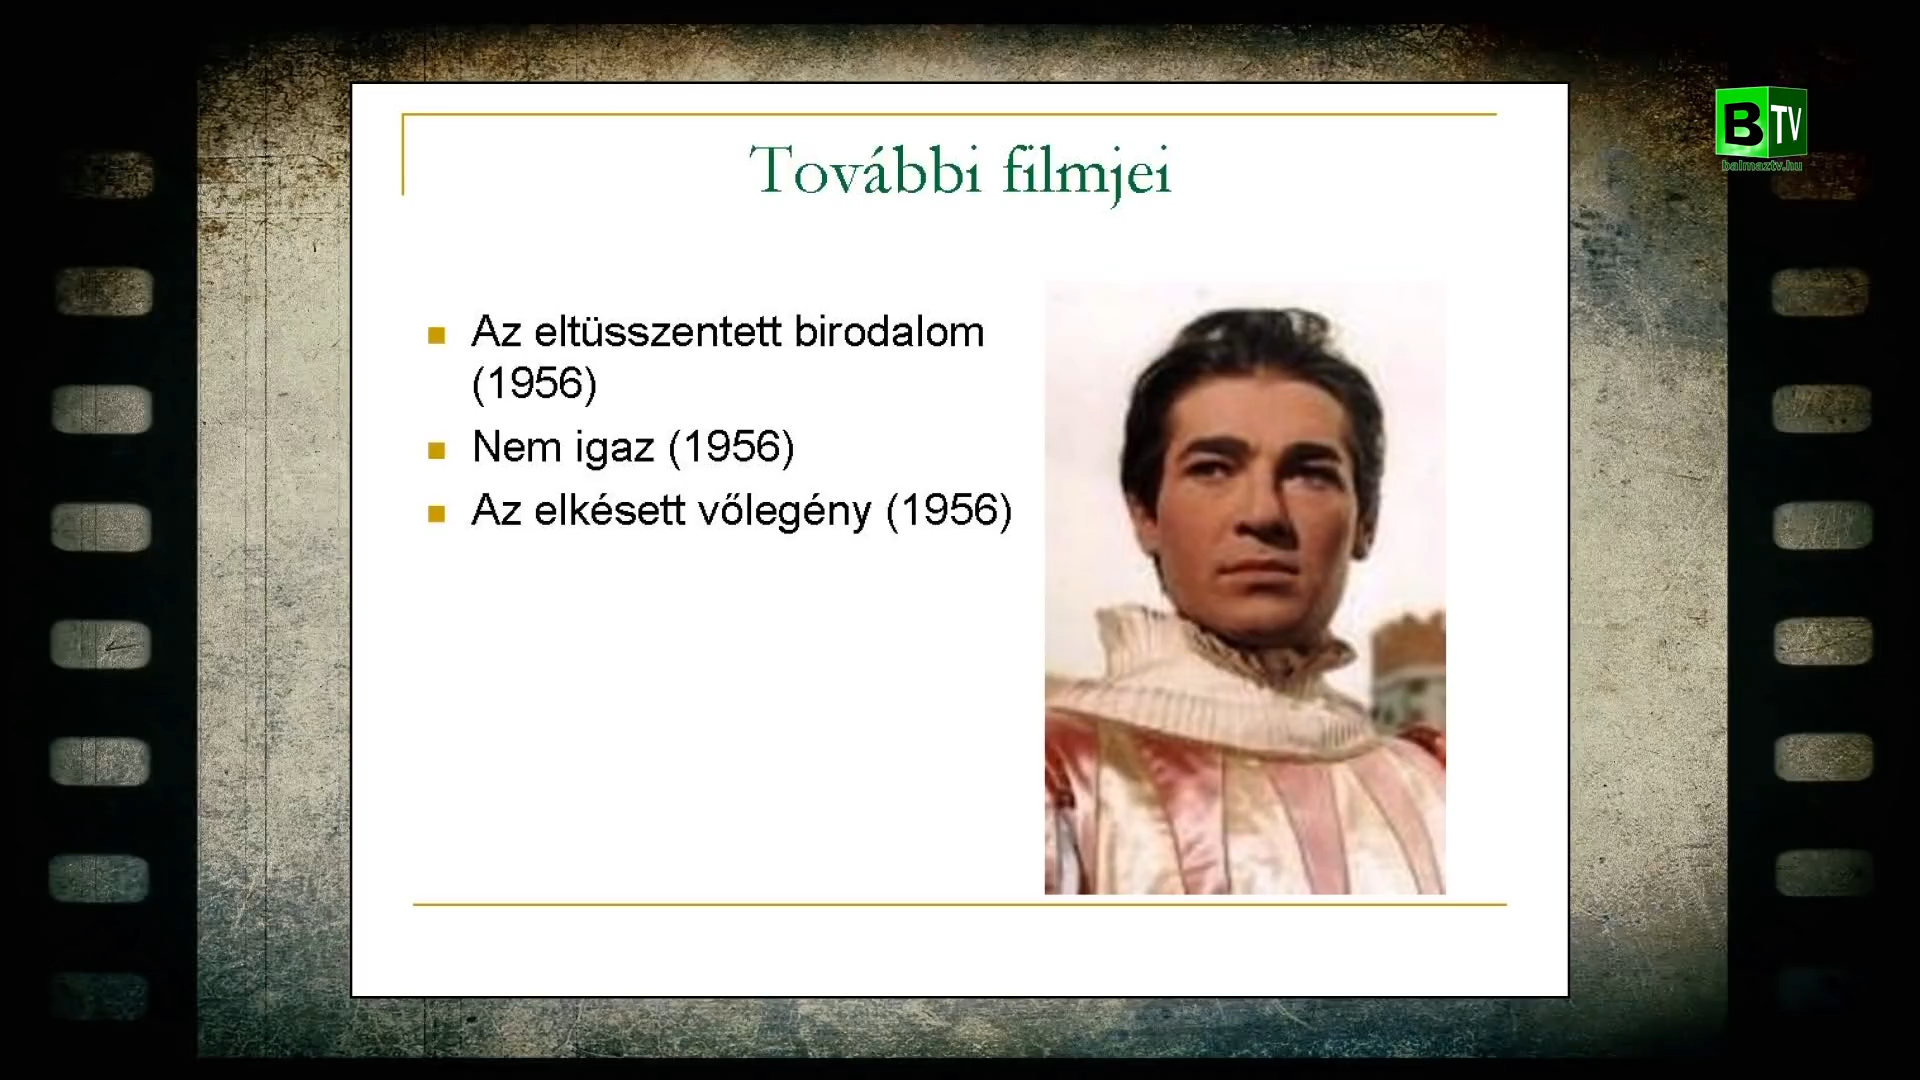 További filmjei
Az eltüsszentett birodalom
(1956)
Nem igaz (1956)
Az elkésett vőlegény (1956)
B TV
balmaztv.hu